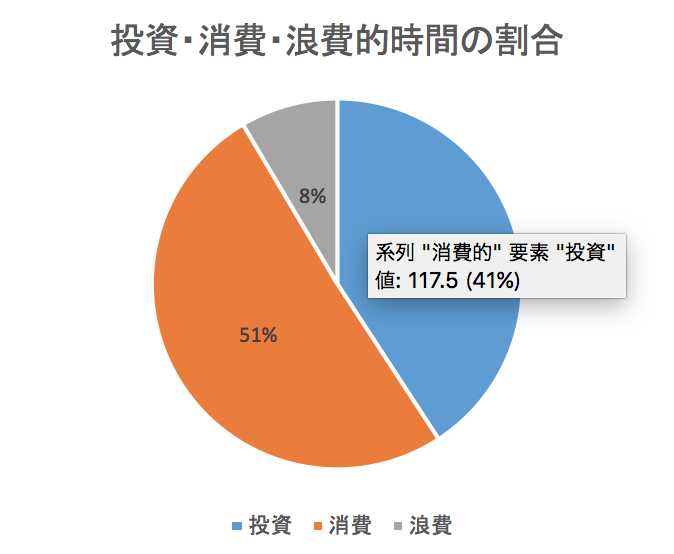 投資・消費・浪費的時間の割合
8%
系列 "消費的" 要素 "投資"
値: 117.5 (41%)
51%
投資 消費 浪費